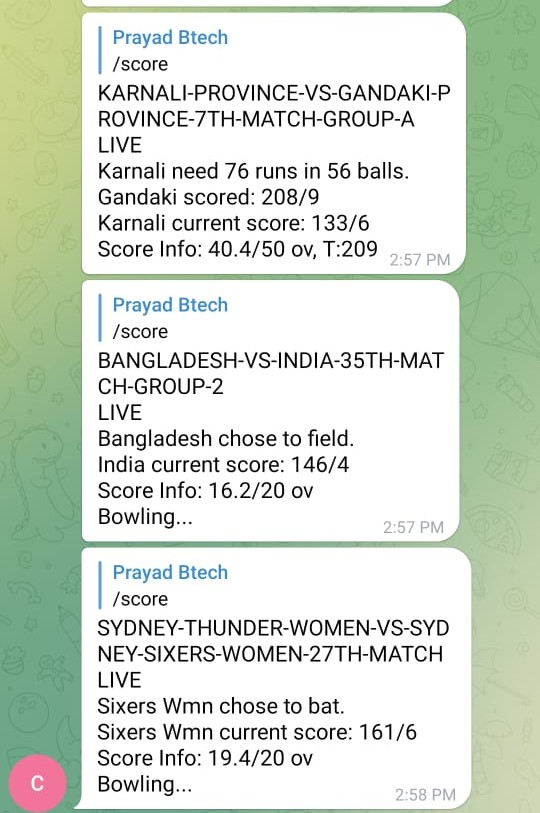 Prayad Btech
/score
KARNALI-PROVINCE-VS-GANDAKI-P
ROVINCE-7TH-MATCH-GROUP-A
LIVE
Karnali need 76 runs in 56 balls.
Gandaki scored: 208/9
Karnali current score: 133/6
Score Info: 40.4/50 ov, T:209
2:57 PM
Prayad Btech
/score
BANGLADESH-VS-INDIA-35TH-MAT
CH-GROUP-2
LIVE
Bangladesh chose to field.
India current score: 146/4
Score Info: 16.2/20 ov
Bowling...
2:57 PM
Prayad Btech
/score
SYDNEY-THUNDER-WOMEN-VS-SYD
NEY-SIXERS-WOMEN-27TH-MATCH
LIVE
Sixers Wmn chose to bat.
Sixers Wmn current score: 161/6
Score Info: 19.4/20 ov
Bowling...
2:58 PM
C